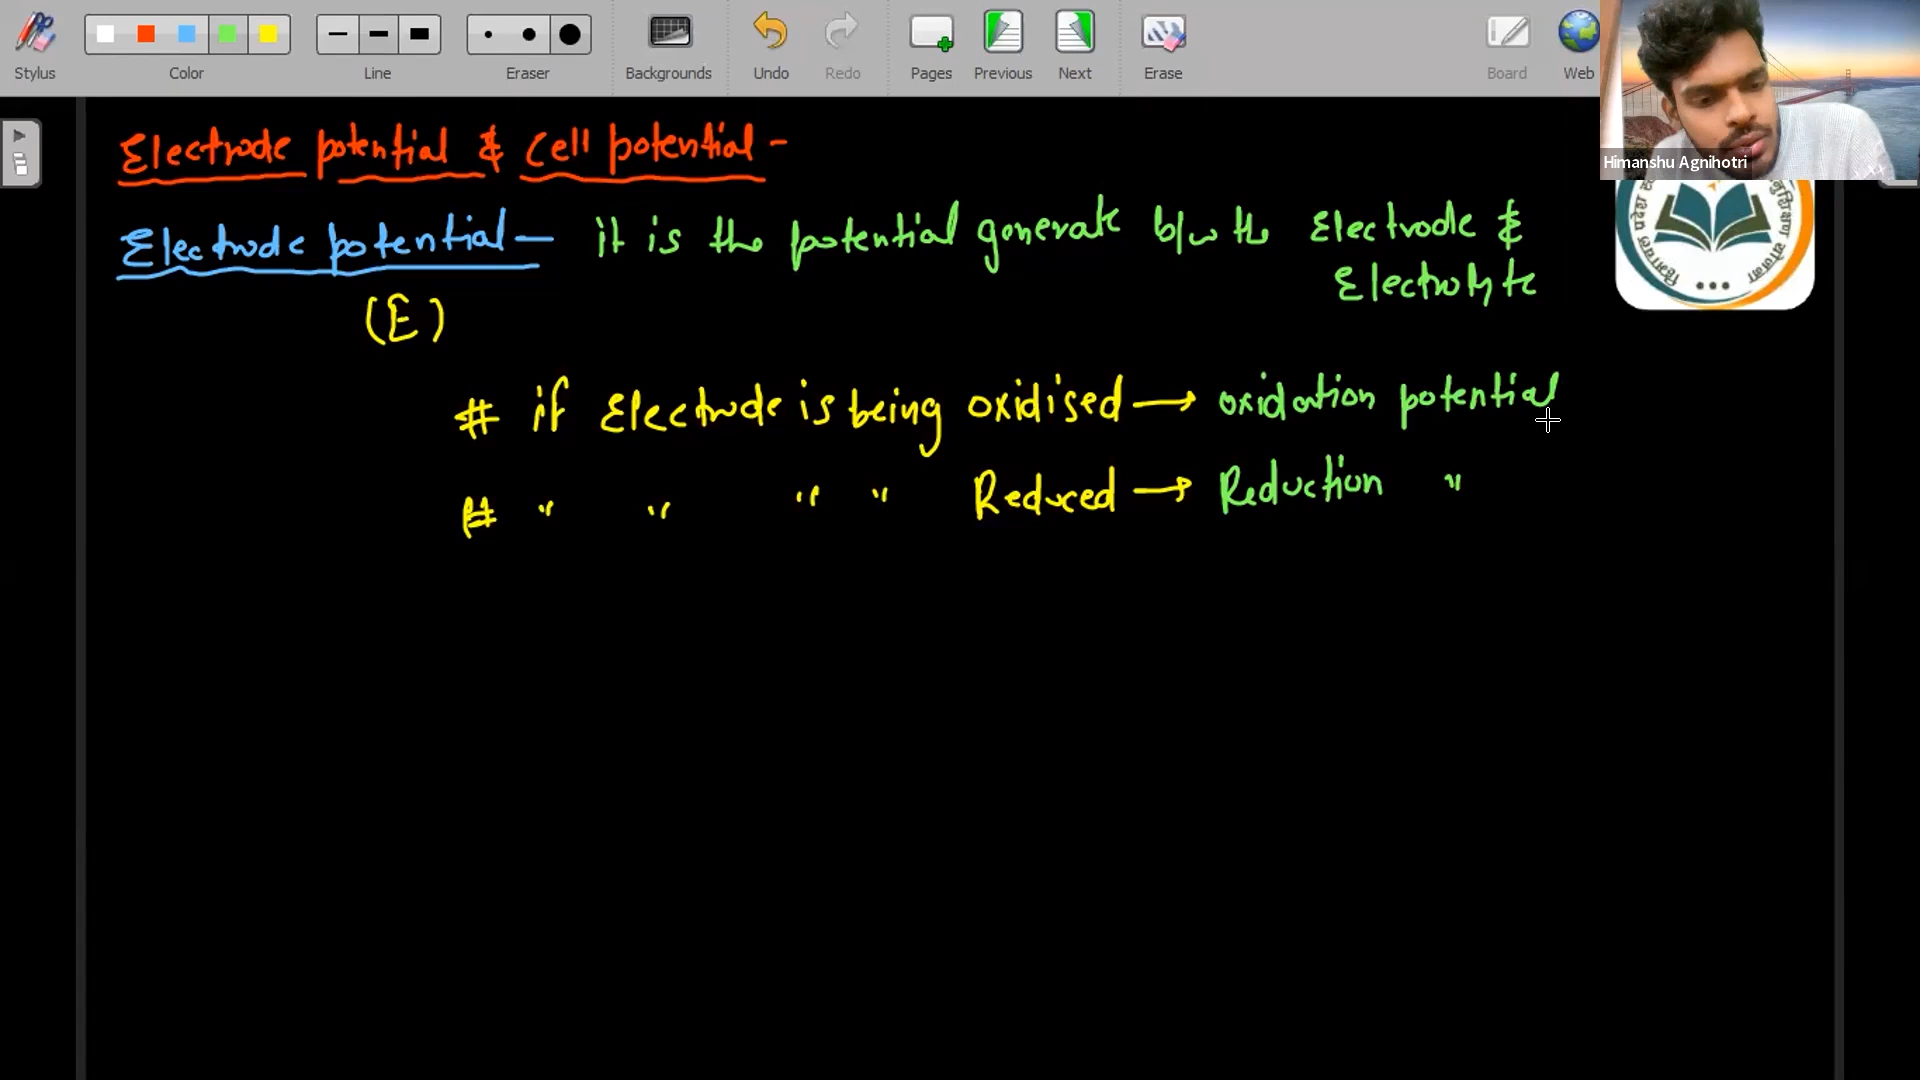 Stylus
Color
Line
Eraser
Backgrounds
Undo
Redo
Pages
Previous
Next
Erase
Board
Web
Himanshu Agnihotri
Electrode potential & Cell potential -
Electrode potential — it is the potential generate b/w the Electrode &
Electrolyte
(E)
# if Electrode is being oxidised → oxidation potential
# " " " " Reduced → Reduction "